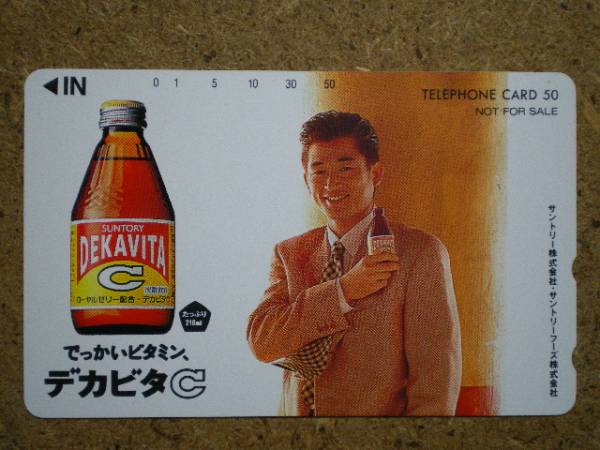 ◀IN 0 1 5 10 30 50
TELEPHONE CARD 50
NOT FOR SALE
SUNTORY
DEKAVITA
C
ローヤルゼリー配合・デカビタC
たっぷり
210ml
でっかいビタミン、
デカビタC
サントリー株式会社・サントリーフーズ株式会社
DEKAVITA